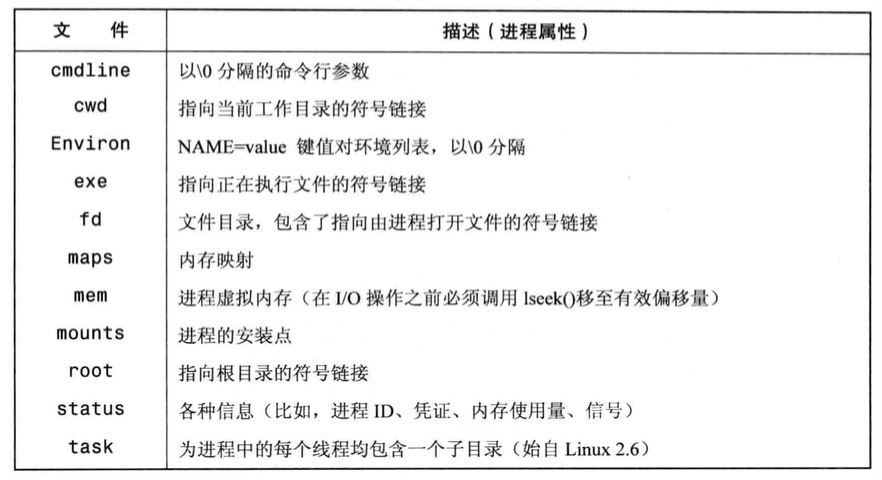 文 件 描述（进程属性）
cmdline 以\0 分隔的命令行参数
cwd 指向当前工作目录的符号链接
Environ NAME=value 键值对环境列表，以\0 分隔
exe 指向正在执行文件的符号链接
fd 文件目录，包含了指向由进程打开文件的符号链接
maps 内存映射
mem 进程虚拟内存（在 I/O 操作之前必须调用 lseek()移至有效偏移量）
mounts 进程的安装点
root 指向根目录的符号链接
status 各种信息（比如，进程 ID、凭证、内存使用量、信号）
task 为进程中的每个线程均包含一个子目录（始自 Linux 2.6）